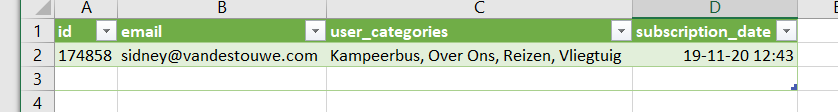 A B C D
1 id email user_categories subscription_date
2 174858 sidney@vandestouwe.com Kampeerbus, Over Ons, Reizen, Vliegtuig 19-11-20 12:43
3